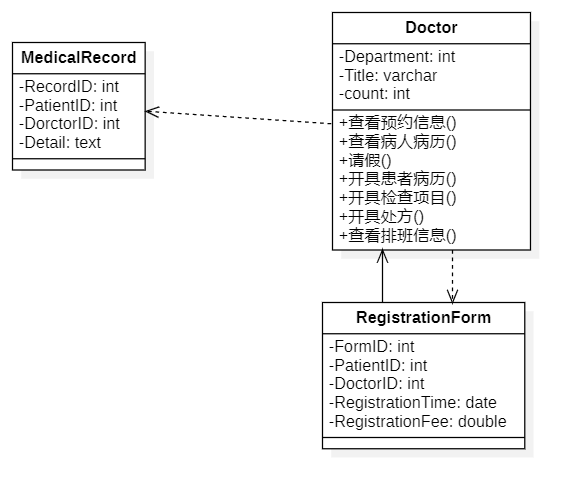 MedicalRecord
-RecordID: int
-PatientID: int
-DorctorID: int
-Detail: text
Doctor
-Department: int
-Title: varchar
-count: int
+查看预约信息()
+查看病人病历()
+请假()
+开具患者病历()
+开具检查项目()
+开具处方()
+查看排班信息()
RegistrationForm
-FormID: int
-PatientID: int
-DoctorID: int
-RegistrationTime: date
-RegistrationFee: double